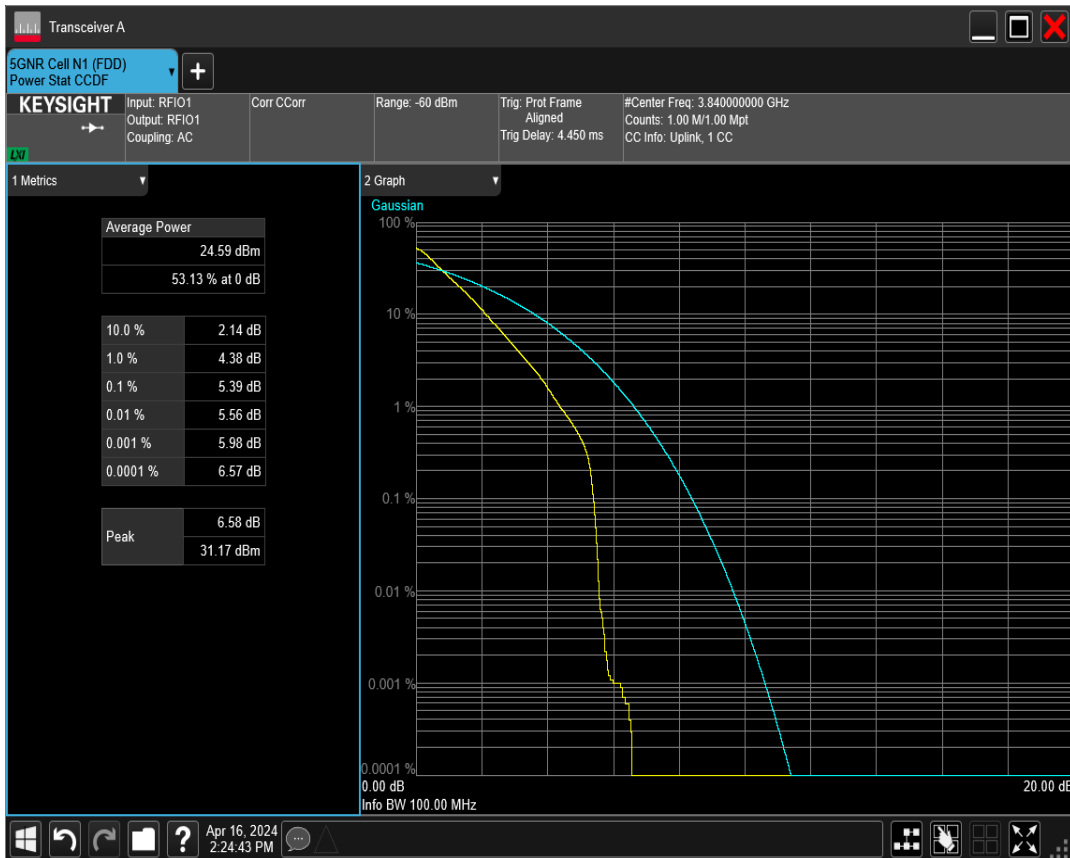 Transceiver A
5GNR Cell N1 (FDD)
Power Stat CCDF
KEYSIGHT
LXI
Input: RFIO1
Output: RFIO1
Coupling: AC
Corr CCorr
Range: -60 dBm
Trig: Prot Frame
Aligned
Trig Delay: 4.450 ms
#Center Freq: 3.840000000 GHz
Counts: 1.00 M/1.00 Mpt
CC Info: Uplink, 1 CC
1 Metrics
Average Power
24.59 dBm
53.13 % at 0 dB
10.0 % 2.14 dB
1.0 % 4.38 dB
0.1 % 5.39 dB
0.01 % 5.56 dB
0.001 % 5.98 dB
0.0001 % 6.57 dB
Peak
6.58 dB
31.17 dBm
2 Graph
Gaussian
100 %
10 %
1 %
0.1 %
0.01 %
0.001 %
0.0001 %
0.00 dB 20.00 dB
Info BW 100.00 MHz
Apr 16, 2024
2:24:43 PM